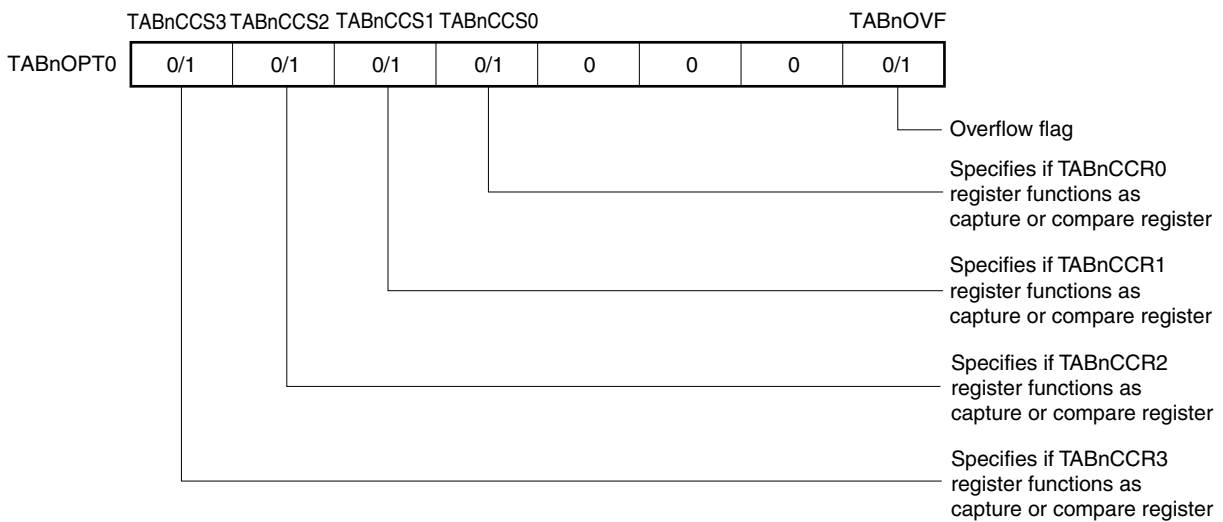 TABnCCS3 TABnCCS2 TABnCCS1 TABnCCS0 TABnOVF
TABnOPT0 0/1 0/1 0/1 0/1 0 0 0 0/1
Overflow flag
Specifies if TABnCCR0
register functions as
capture or compare register
Specifies if TABnCCR1
register functions as
capture or compare register
Specifies if TABnCCR2
register functions as
capture or compare register
Specifies if TABnCCR3
register functions as
capture or compare register